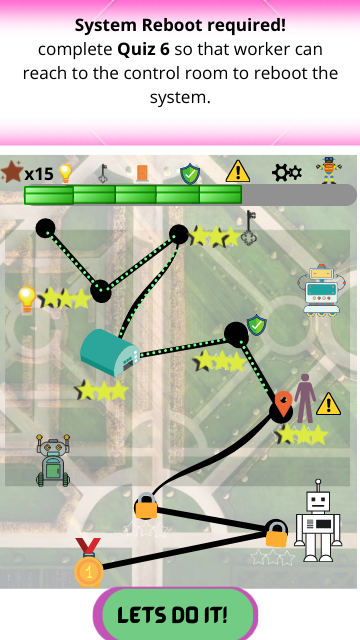 System Reboot required!
complete Quiz 6 so that worker can
reach to the control room to reboot the
system.
x15
1
LETS DO IT!